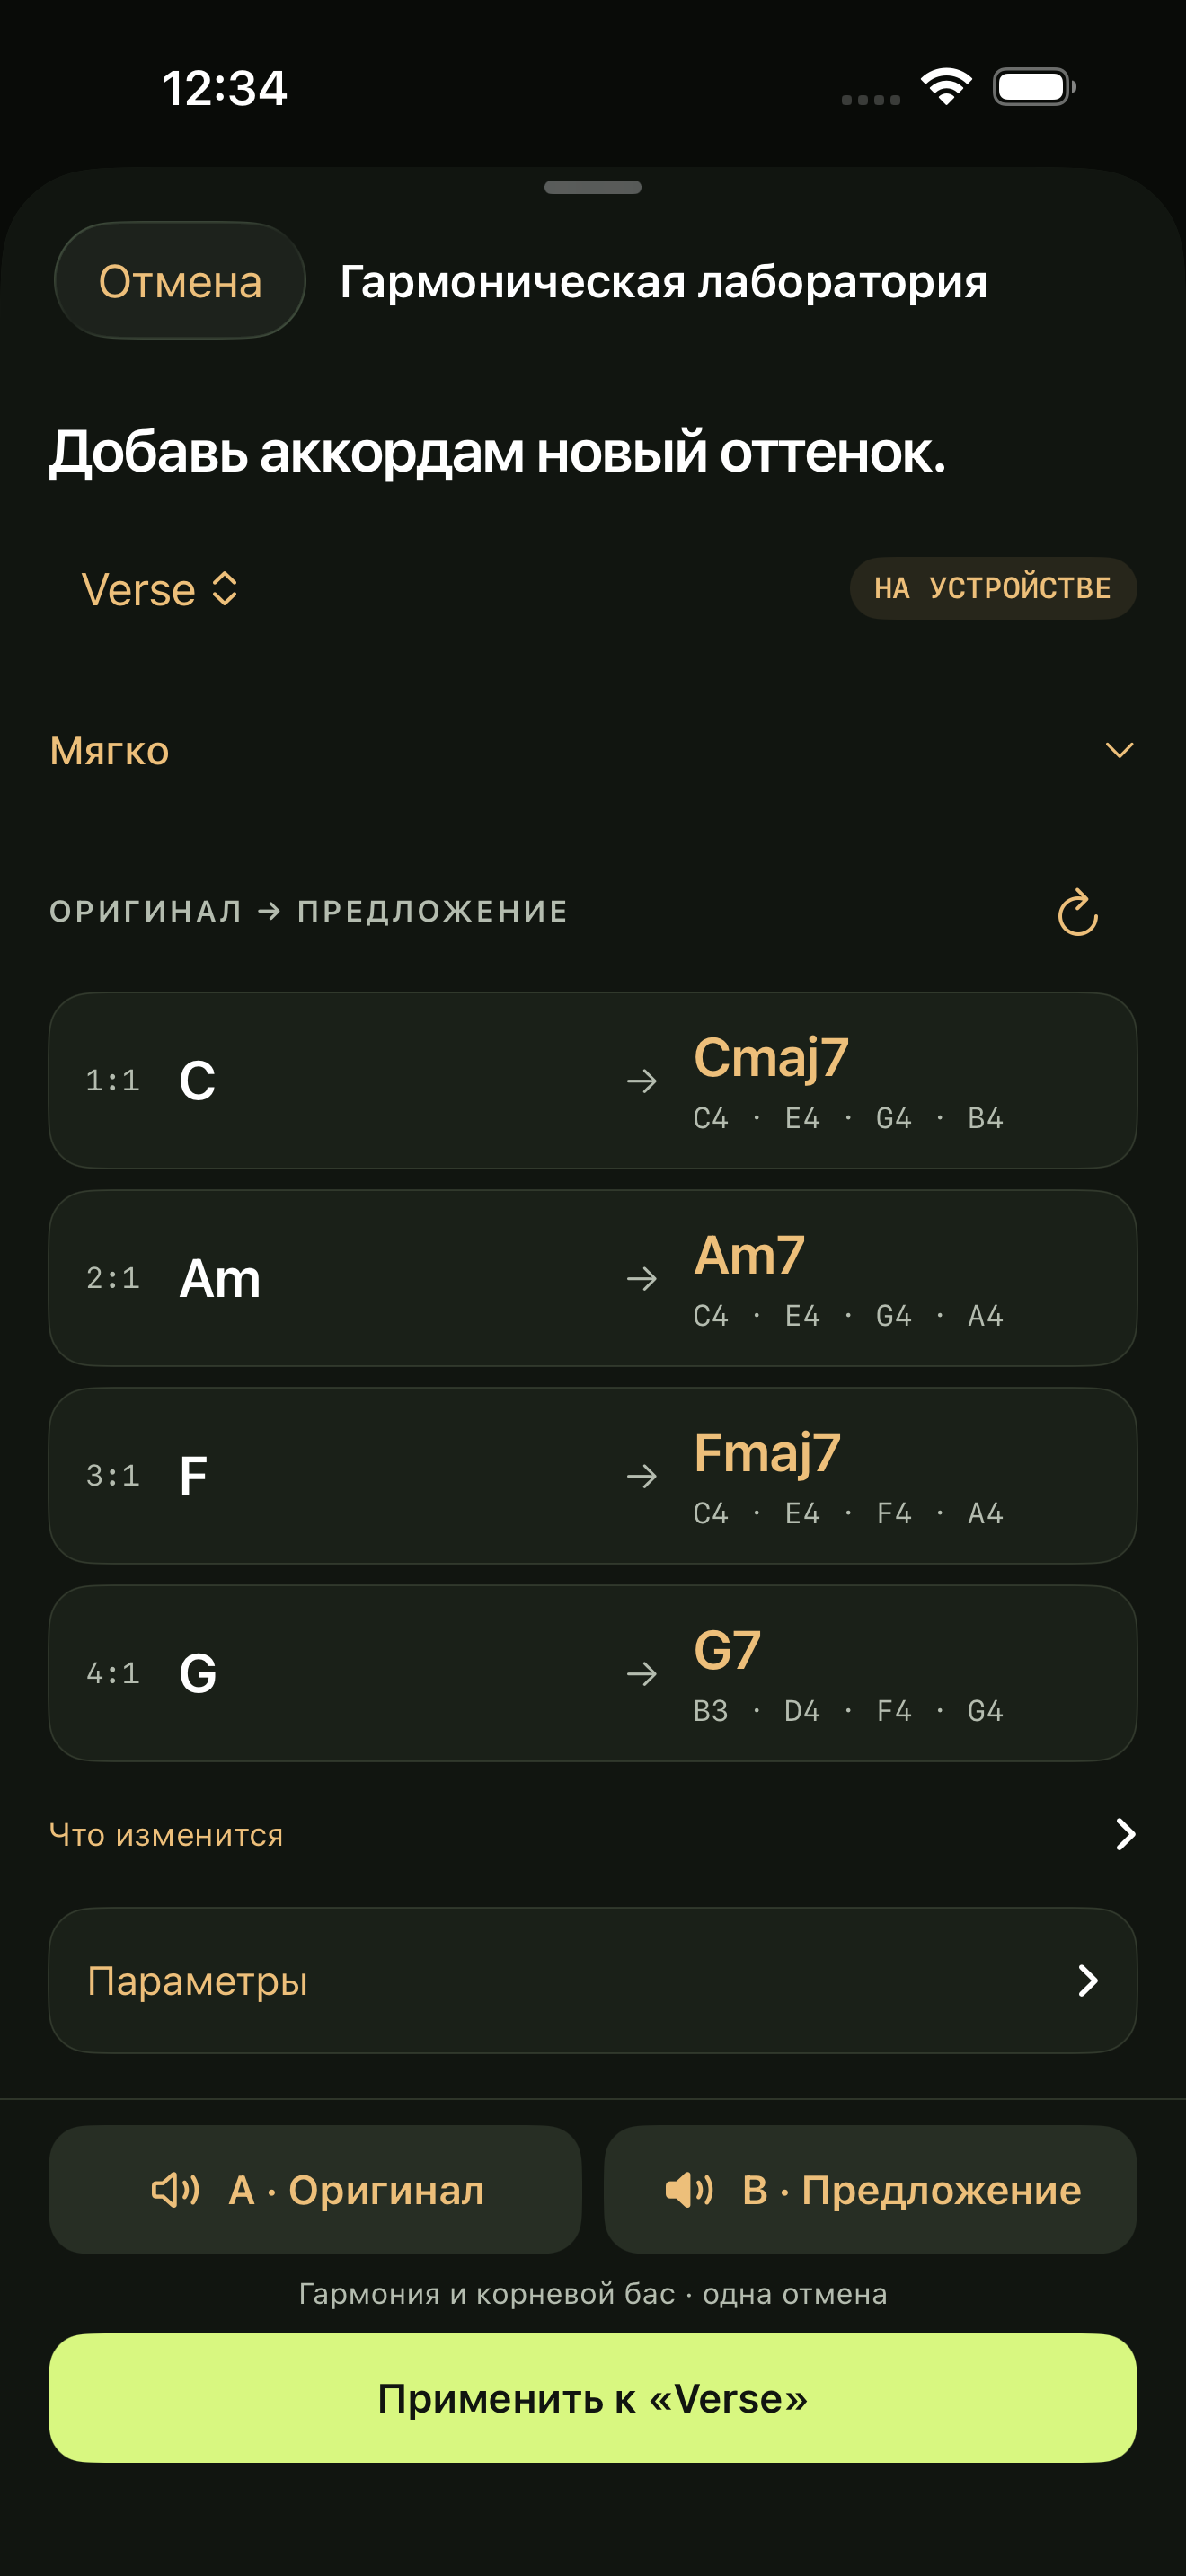 12:34
Отмена
Гармоническая лаборатория
Добавь аккордам новый оттенок.
Verse
НА УСТРОЙСТВЕ
Мягко
ОРИГИНАЛ → ПРЕДЛОЖЕНИЕ
1:1 C → Cmaj7
C4 · E4 · G4 · B4
2:1 Am → Am7
C4 · E4 · G4 · A4
3:1 F → Fmaj7
C4 · E4 · F4 · A4
4:1 G → G7
B3 · D4 · F4 · G4
Что изменится
Параметры
A · Оригинал
B · Предложение
Гармония и корневой бас · одна отмена
Применить к «Verse»